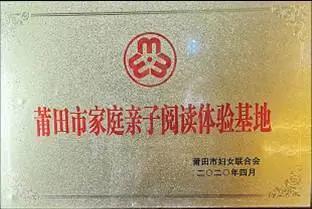 莆田市家庭亲子阅读体验基地
莆田市妇女联合会
二〇二〇年四月